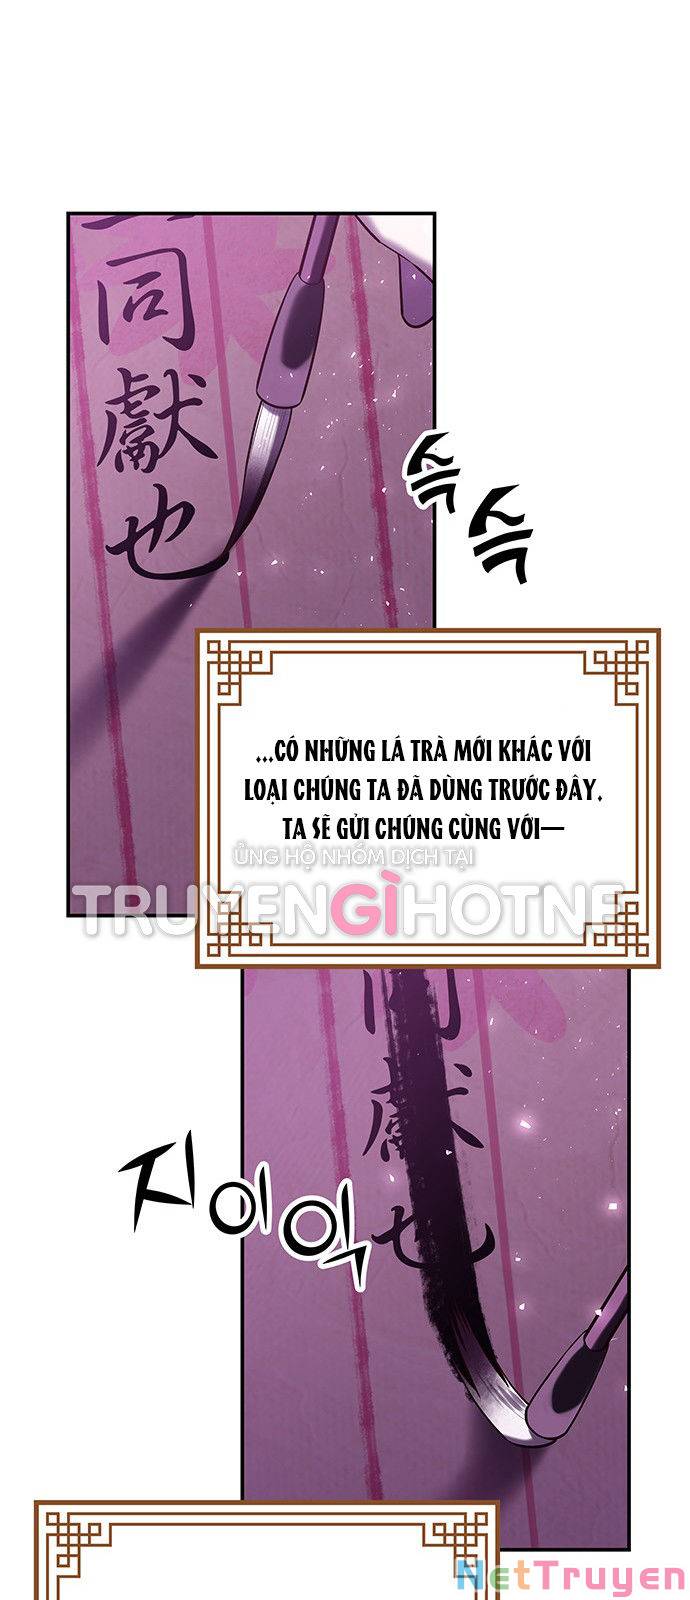 同
獻
也
슥
슥
...CÓ NHỮNG LÁ TRÀ MỚI KHÁC VỚI
LOẠI CHÚNG TA ĐÃ DÙNG TRƯỚC ĐÂY.
TA SẼ GỬI CHÚNG CÙNG VỚI—
ỦNG HỘ NHÓM DỊCH TẠI
TRUYENGIHOTNE
同
獻
也
지이익
NetTruyen